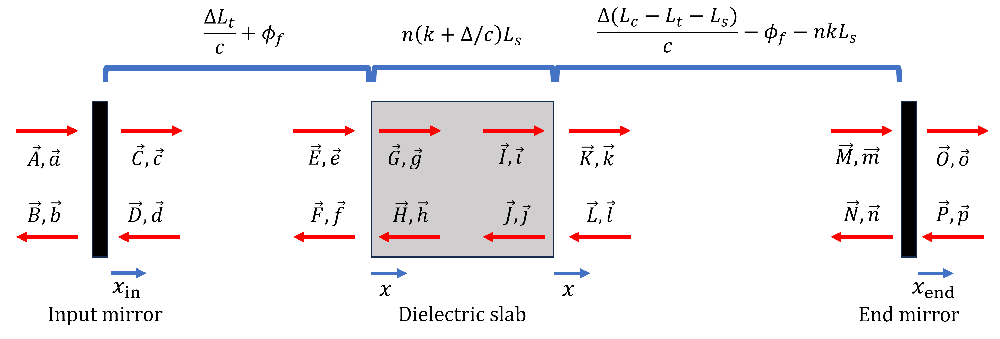 ΔL_t/c + ϕ_f
n(k + Δ/c)L_s
Δ(L_c − L_t − L_s)/c − ϕ_f − nkL_s
A⃗, a⃗
C⃗, c⃗
E⃗, e⃗
G⃗, g⃗
I⃗, ı⃗
K⃗, k⃗
M⃗, m⃗
O⃗, o⃗
B⃗, b⃗
D⃗, d⃗
F⃗, f⃗
H⃗, h⃗
J⃗, ȷ⃗
L⃗, l⃗
N⃗, n⃗
P⃗, p⃗
x_in
x
x
x_end
Input mirror
Dielectric slab
End mirror